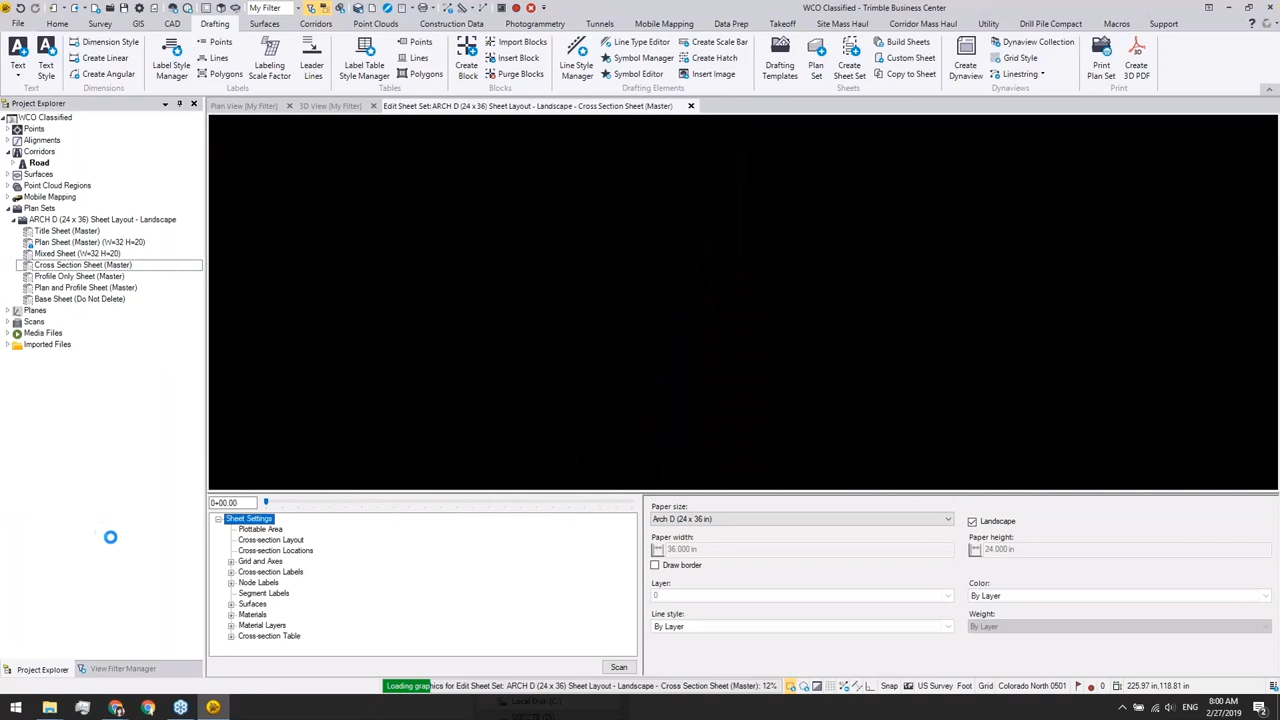 My Filter
WCO Classified - Trimble Business Center
File Home Survey GIS CAD Drafting Surfaces Corridors Point Clouds Construction Data Photogrammetry Tunnels Mobile Mapping Data Prep Takeoff Site Mass Haul Corridor Mass Haul Utility Drill Pile Compact Macros Support
Text
Text Style
Text
Dimension Style
Create Linear
Create Angular
Dimensions
Label Style Manager
Points
Lines
Polygons
Labeling Scale Factor
Leader Lines
Labels
Label Table Style Manager
Points
Lines
Polygons
Tables
Create Block
Import Blocks
Insert Block
Purge Blocks
Blocks
Line Style Manager
Line Type Editor
Symbol Manager
Symbol Editor
Create Scale Bar
Create Hatch
Insert Image
Drafting Elements
Drafting Templates
Plan Set
Create Sheet Set
Build Sheets
Custom Sheet
Copy to Sheet
Sheets
Create Dynaview
Dynaview Collection
Grid Style
Linestring
Dynaviews
Print Plan Set
Create 3D PDF
Print
Project Explorer
Plan View [My Filter]
3D View [My Filter]
Edit Sheet Set: ARCH D (24 x 36) Sheet Layout - Landscape - Cross Section Sheet (Master)
WCO Classified
Points
Alignments
Corridors
Road
Surfaces
Point Cloud Regions
Mobile Mapping
Plan Sets
ARCH D (24 x 36) Sheet Layout - Landscape
Title Sheet (Master)
Plan Sheet (Master) (W=32 H=20)
Mixed Sheet (W=32 H=20)
Cross Section Sheet (Master)
Profile Only Sheet (Master)
Plan and Profile Sheet (Master)
Base Sheet (Do Not Delete)
Planes
Scans
Media Files
Imported Files
0+00.00
Sheet Settings
Plottable Area
Cross-section Layout
Cross-section Locations
Grid and Axes
Cross-section Labels
Node Labels
Segment Labels
Surfaces
Materials
Material Layers
Cross-section Table
Scan
Paper size:
Arch D (24 x 36 in)
Landscape
Paper width:
36.000 in
Paper height:
24.000 in
Draw border
Layer:
0
Color:
By Layer
Line style:
By Layer
Weight:
By Layer
Project Explorer
View Filter Manager
Loading graphics for Edit Sheet Set: ARCH D (24 x 36) Sheet Layout - Landscape - Cross Section Sheet (Master): 12%
Snap
US Survey Foot
Grid
Colorado North 0501
0
225.97 in,118.81 in
Local Disk (C:)
ENG
8:00 AM
2/27/2019
2